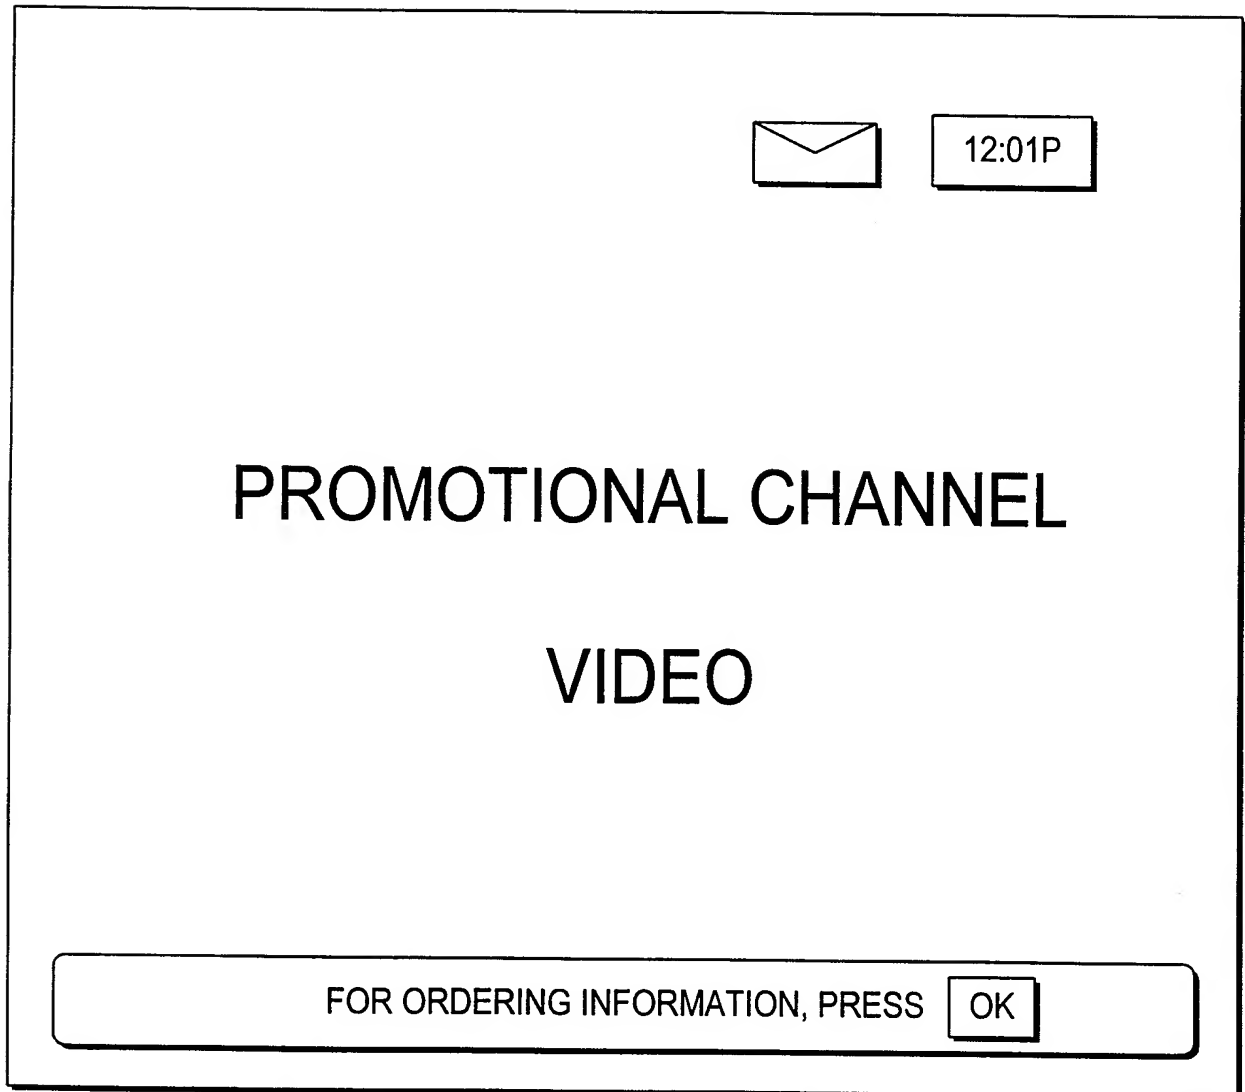 12:01P
PROMOTIONAL CHANNEL
VIDEO
FOR ORDERING INFORMATION, PRESS OK